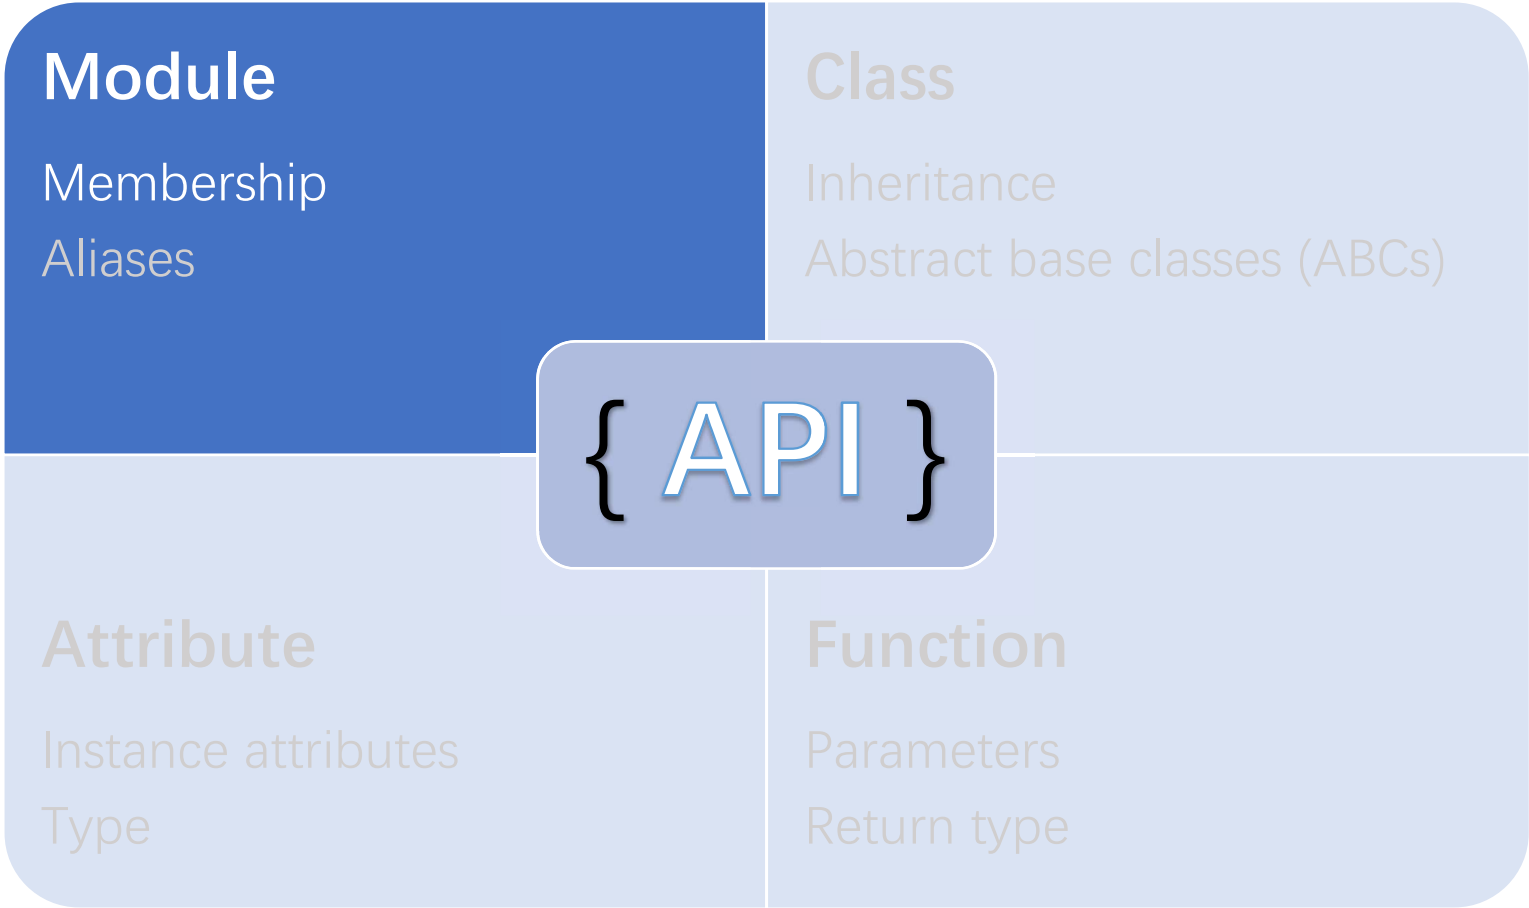 Module
Membership
Aliases
Class
Inheritance
Abstract base classes (ABCs)
{ API }
Attribute
Instance attributes
Type
Function
Parameters
Return type